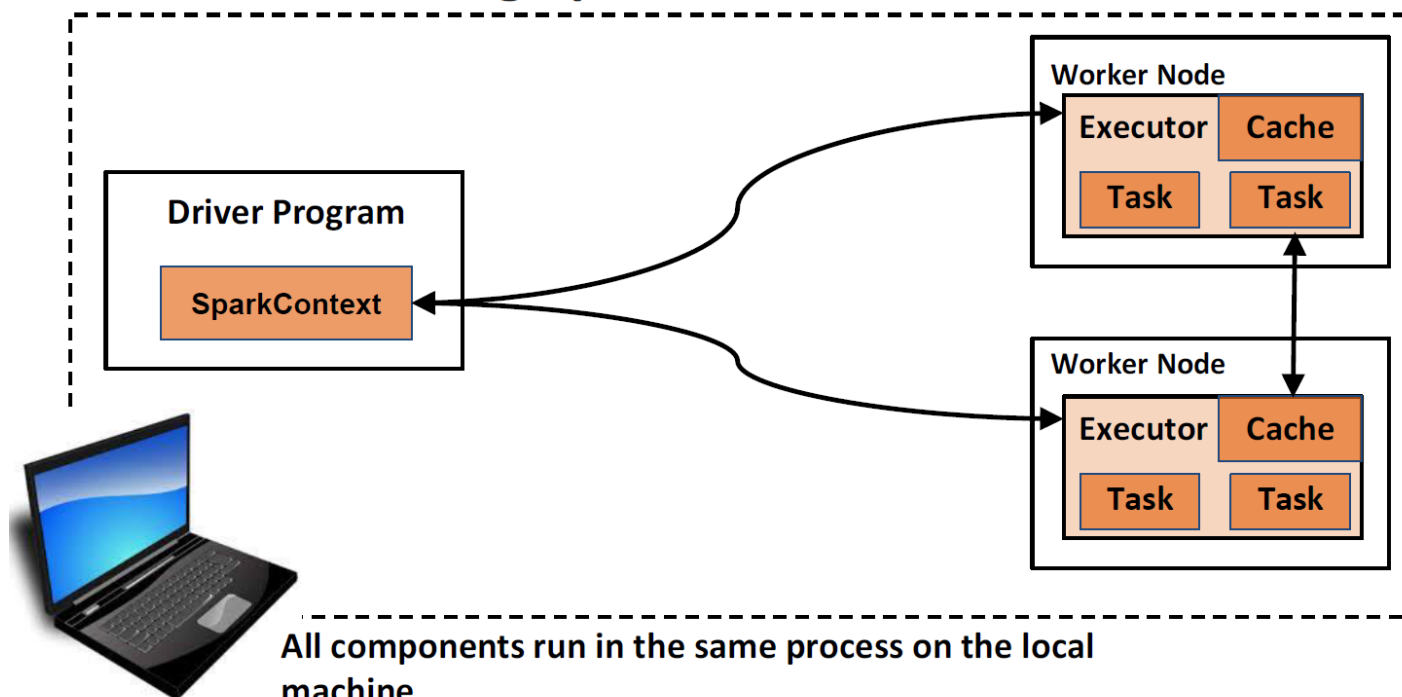 Worker Node
Executor Cache
Task Task
Driver Program
SparkContext
Worker Node
Executor Cache
Task Task
All components run in the same process on the local
machine